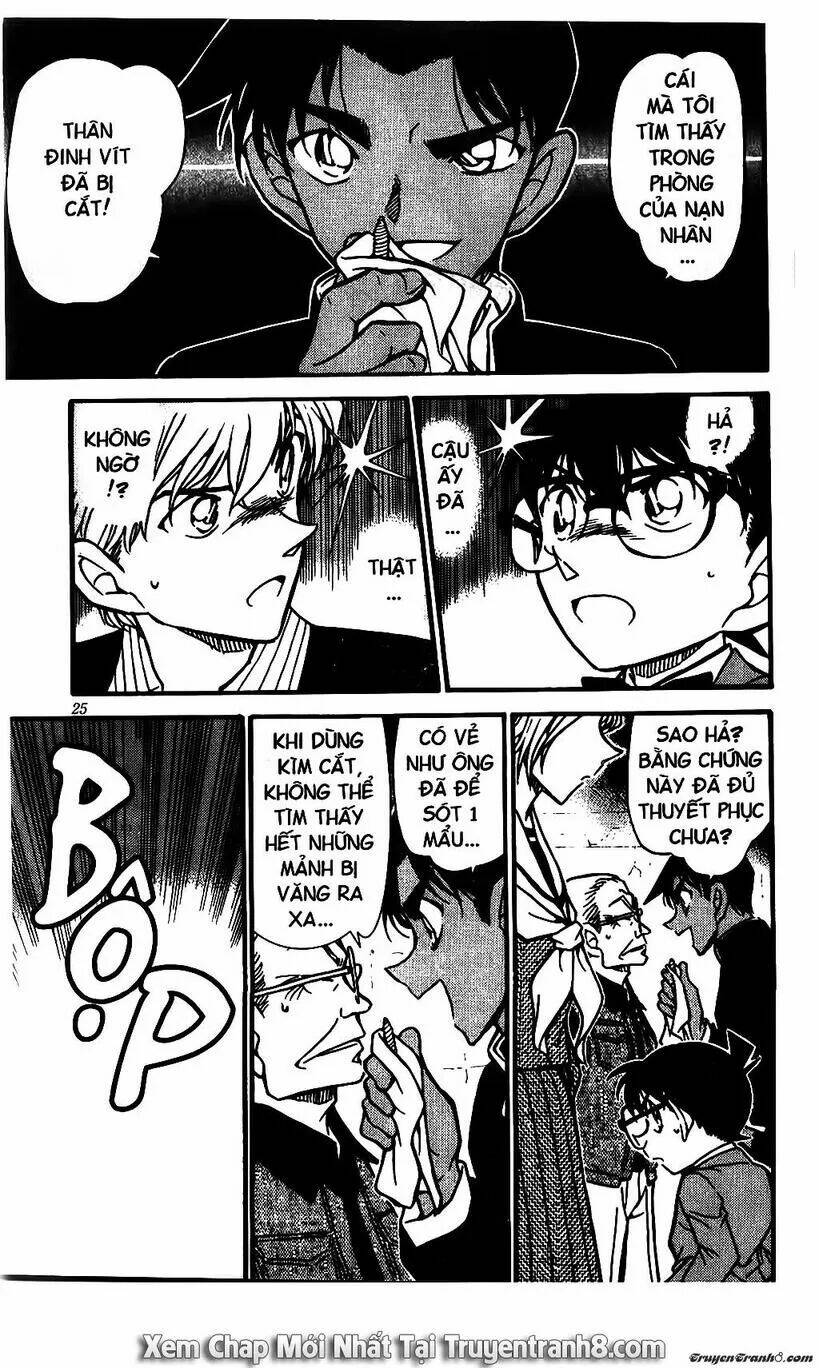 CÁI
MÀ TÔI
TÌM THẤY
TRONG
PHÒNG
CỦA NẠN
NHÂN
...
THÂN
ĐINH VÍT
ĐÃ BỊ
CẮT!
HẢ
?!
CẬU
ẤY ĐÃ
...
THẬT
...
KHÔNG
NGỜ
!?
25
SAO HẢ?
BẰNG CHỨNG
NÀY ĐÃ ĐỦ
THUYẾT PHỤC
CHƯA?
CÓ VẺ
NHƯ ÔNG
ĐÃ ĐỂ
SÓT 1
MẨU...
KHI DÙNG
KÌM CẮT,
KHÔNG THỂ
TÌM THẤY
HẾT NHỮNG
MẢNH BỊ
VĂNG RA
XA...
BỘP
Xem Chap Mới Nhất Tại Truyentranh8.com
TruyenTranh8.com